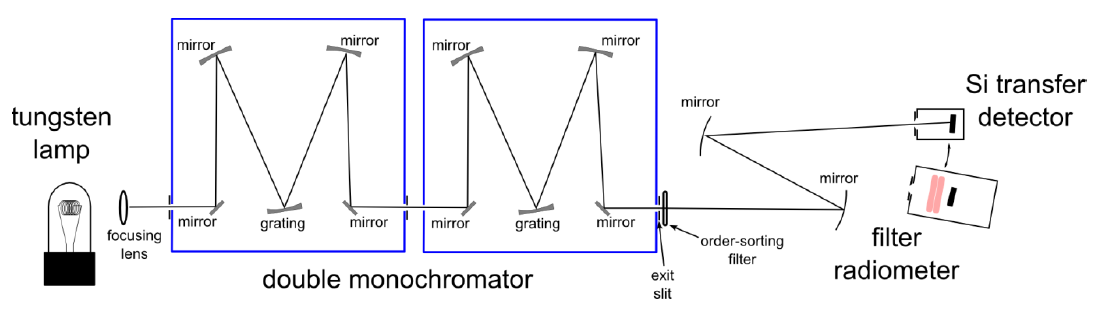 tungsten
lamp
focusing
lens
mirror
mirror
mirror
grating
mirror
mirror
mirror
mirror
grating
mirror
double monochromator
exit
slit
order-sorting
filter
mirror
mirror
Si transfer
detector
filter
radiometer